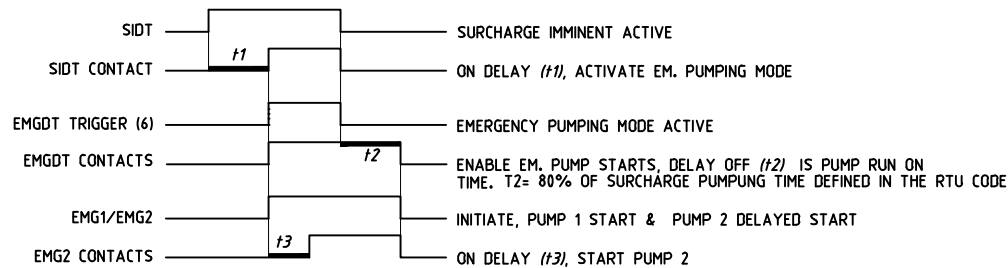 SIDT SURCHARGE IMMINENT ACTIVE
t1
SIDT CONTACT ON DELAY (t1), ACTIVATE EM. PUMPING MODE
EMGDT TRIGGER (6) EMERGENCY PUMPING MODE ACTIVE
t2
EMGDT CONTACTS ENABLE EM. PUMP STARTS, DELAY OFF (t2) IS PUMP RUN ON
TIME. T2= 80% OF SURCHARGE PUMPUNG TIME DEFINED IN THE RTU CODE
EMG1/EMG2 INITIATE, PUMP 1 START & PUMP 2 DELAYED START
t3
EMG2 CONTACTS ON DELAY (t3), START PUMP 2